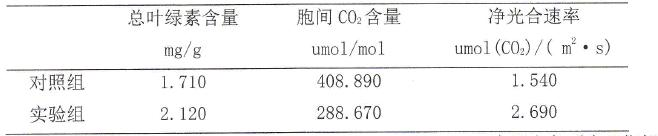 总叶绿素含量 胞间CO₂含量 净光合速率
mg/g umol/mol umol(CO₂)/( m²·s)
对照组 1.710 408.890 1.540
实验组 2.120 288.670 2.690